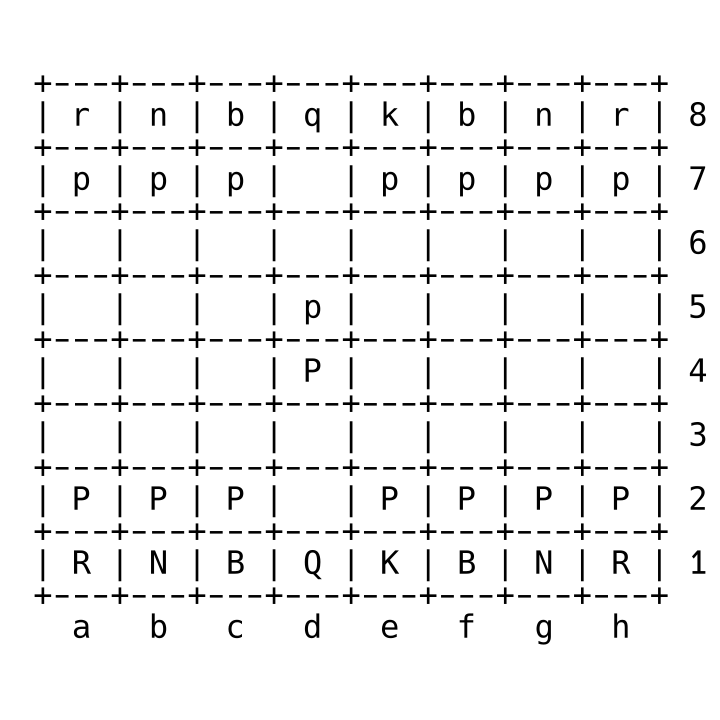 +---+---+---+---+---+---+---+---+
| r | n | b | q | k | b | n | r | 8
+---+---+---+---+---+---+---+---+
| p | p | p |   | p | p | p | p | 7
+---+---+---+---+---+---+---+---+
|   |   |   |   |   |   |   |   | 6
+---+---+---+---+---+---+---+---+
|   |   |   | p |   |   |   |   | 5
+---+---+---+---+---+---+---+---+
|   |   |   | P |   |   |   |   | 4
+---+---+---+---+---+---+---+---+
|   |   |   |   |   |   |   |   | 3
+---+---+---+---+---+---+---+---+
| P | P | P |   | P | P | P | P | 2
+---+---+---+---+---+---+---+---+
| R | N | B | Q | K | B | N | R | 1
+---+---+---+---+---+---+---+---+
  a   b   c   d   e   f   g   h